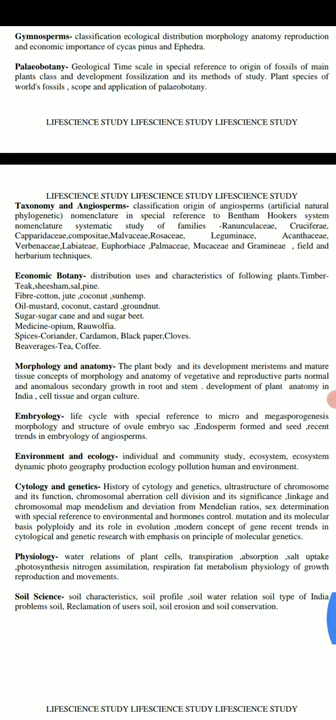 Gymnosperms- classification ecological distribution morphology anatomy reproduction
and economic importance of cycas pinus and Ephedra.
Palaeobotany- Geological Time scale in special reference to origin of fossils of main
plants class and development fossilization and its methods of study. Plant species of
world's fossils , scope and application of palaeobotany.
LIFESCIENCE STUDY LIFESCIENCE STUDY LIFESCIENCE STUDY
LIFESCIENCE STUDY LIFESCIENCE STUDY LIFESCIENCE STUDY
Taxonomy and Angiosperms- classification origin of angiosperms (artificial natural
phylogenetic) nomenclature in special reference to Bentham Hookers system
nomenclature systematic study of families -Ranunculaceae, Cruciferae,
Capparidaceae,compositae,Malvaceae,Rosaceae, Leguminace, Acanthaceae,
Verbenaceae,Labiateae, Euphorbiace ,Palmaceae, Mucaceae and Gramineae , field and
herbarium techniques.
Economic Botany- distribution uses and characteristics of following plants.Timber-
Teak,sheesham,sal,pine.
Fibre-cotton, jute ,coconut ,sunhemp.
Oil-mustard, coconut, castard ,groundnut.
Sugar-sugar cane and and sugar beet.
Medicine-opium, Rauwolfia.
Spices-Coriander, Cardamon, Black paper,Cloves.
Beaverages-Tea, Coffee.
Morphology and anatomy- The plant body and its development meristems and mature
tissue concepts of morphology and anatomy of vegetative and reproductive parts normal
and anomalous secondary growth in root and stem . development of plant anatomy in
India , cell tissue and organ culture.
Embryology- life cycle with special reference to micro and megasporogenesis
morphology and structure of ovule embryo sac ,Endosperm formed and seed ,recent
trends in embryology of angiosperms.
Environment and ecology- individual and community study, ecosystem, ecosystem
dynamic photo geography production ecology pollution human and environment.
Cytology and genetics- History of cytology and genetics, ultrastructure of chromosome
and its function, chromosomal aberration cell division and its significance ,linkage and
chromosomal map mendelism and deviation from Mendelian ratios, sex determination
with special reference to environmental and hormones control. mutation and its molecular
basis polyploidy and its role in evolution ,modern concept of gene recent trends in
cytological and genetic research with emphasis on principle of molecular genetics.
Physiology- water relations of plant cells, transpiration ,absorption ,salt uptake
,photosynthesis nitrogen assimilation, respiration fat metabolism physiology of growth
reproduction and movements.
Soil Science- soil characteristics, soil profile ,soil water relation soil type of India
problems soil, Reclamation of users soil, soil erosion and soil conservation.
LIFESCIENCE STUDY LIFESCIENCE STUDY LIFESCIENCE STUDY